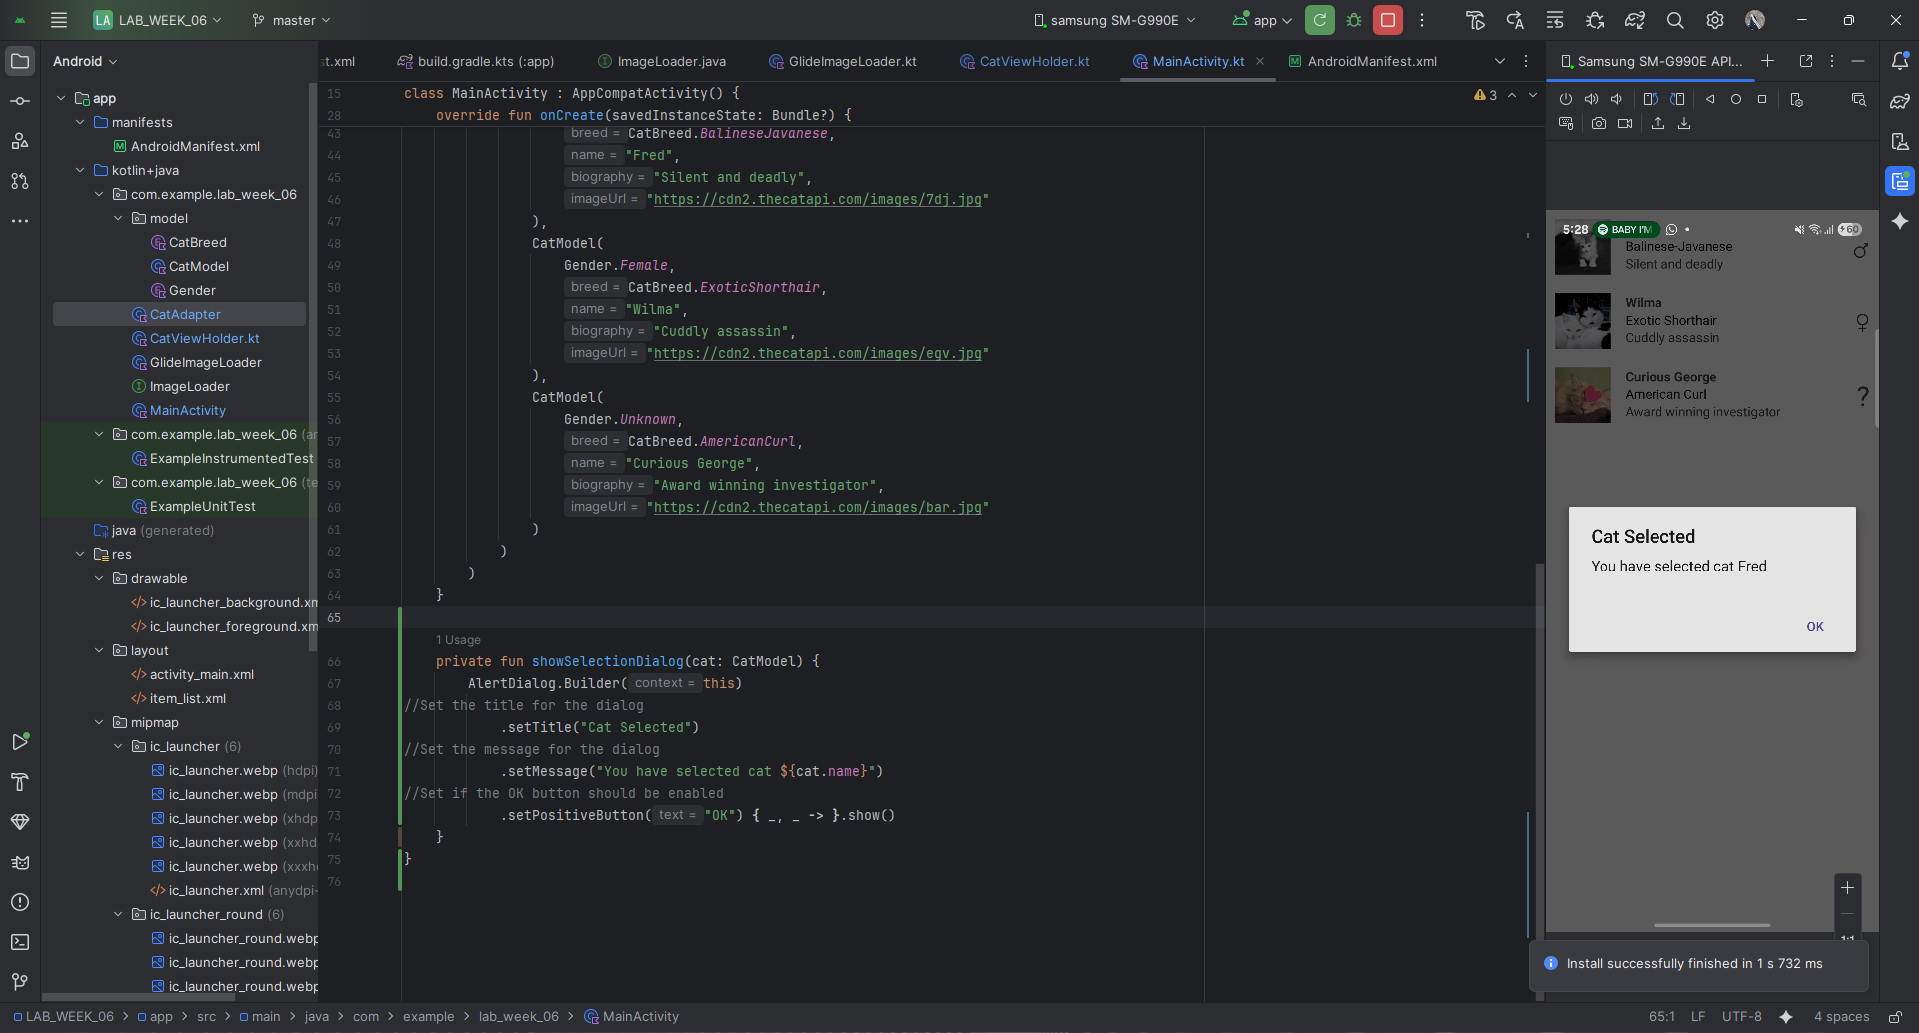 LA LAB_WEEK_06
master
samsung SM-G990E
app
Android
st.xml
build.gradle.kts (:app)
ImageLoader.java
GlideImageLoader.kt
CatViewHolder.kt
MainActivity.kt
AndroidManifest.xml
Samsung SM-G990E API...
app
manifests
AndroidManifest.xml
kotlin+java
com.example.lab_week_06
model
CatBreed
CatModel
Gender
CatAdapter
CatViewHolder.kt
GlideImageLoader
ImageLoader
MainActivity
com.example.lab_week_06 (ar
ExampleInstrumentedTest
com.example.lab_week_06 (te
ExampleUnitTest
java (generated)
res
drawable
ic_launcher_background.xm
ic_launcher_foreground.xm
layout
activity_main.xml
item_list.xml
mipmap
ic_launcher (6)
ic_launcher.webp (hdpi)
ic_launcher.webp (mdpi
ic_launcher.webp (xhdp
ic_launcher.webp (xxhd
ic_launcher.webp (xxxh
ic_launcher.xml (anydpi-
ic_launcher_round (6)
ic_launcher_round.webp
ic_launcher_round.webp
ic_launcher_round.webp
15 class MainActivity : AppCompatActivity() {
3
28 override fun onCreate(savedInstanceState: Bundle?) {
43 breed = CatBreed.BalineseJavanese,
44 name = "Fred",
45 biography = "Silent and deadly",
46 imageUrl = "https://cdn2.thecatapi.com/images/7dj.jpg"
47 ),
48 CatModel(
49 Gender.Female,
50 breed = CatBreed.ExoticShorthair,
51 name = "Wilma",
52 biography = "Cuddly assassin",
53 imageUrl = "https://cdn2.thecatapi.com/images/egv.jpg"
54 ),
55 CatModel(
56 Gender.Unknown,
57 breed = CatBreed.AmericanCurl,
58 name = "Curious George",
59 biography = "Award winning investigator",
60 imageUrl = "https://cdn2.thecatapi.com/images/bar.jpg"
61 )
62 )
63 )
64 }
65
1 Usage
66 private fun showSelectionDialog(cat: CatModel) {
67 AlertDialog.Builder( context = this)
68 //Set the title for the dialog
69 .setTitle("Cat Selected")
70 //Set the message for the dialog
71 .setMessage("You have selected cat ${cat.name}")
72 //Set if the OK button should be enabled
73 .setPositiveButton( text = "OK") { _, _ -> }.show()
74 }
75 }
76
5:28 BABY I'M
60
Balinese-Javanese
Silent and deadly
Wilma
Exotic Shorthair
Cuddly assassin
Curious George
American Curl
Award winning investigator
?
Cat Selected
You have selected cat Fred
OK
1:1
Install successfully finished in 1 s 732 ms
LAB_WEEK_06 > app > src > main > java > com > example > lab_week_06 > MainActivity
65:1 LF UTF-8 4 spaces